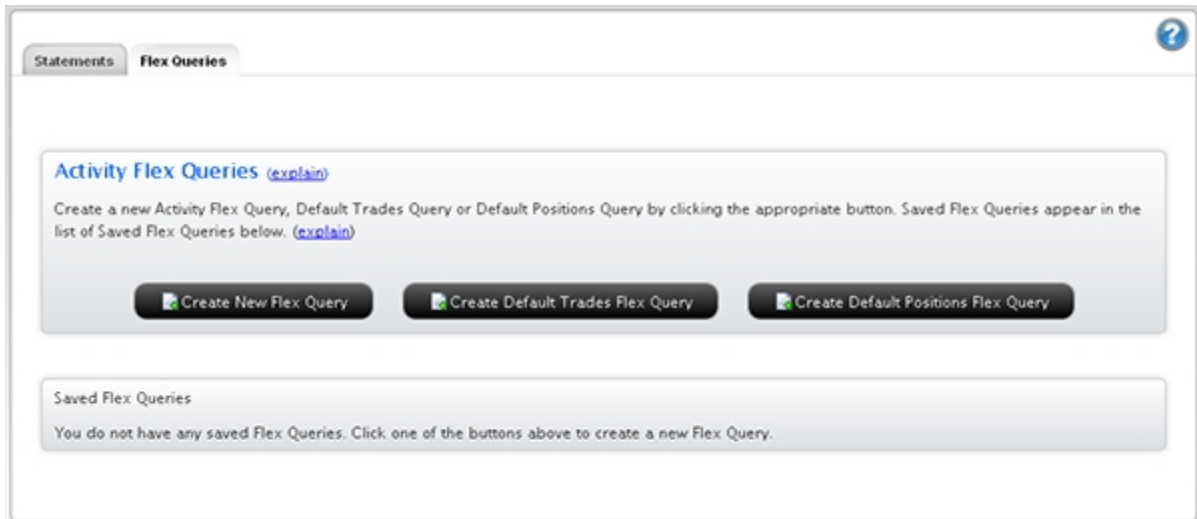 ?
Statements
Flex Queries
Activity Flex Queries (explain)
Create a new Activity Flex Query, Default Trades Query or Default Positions Query by clicking the appropriate button. Saved Flex Queries appear in the
list of Saved Flex Queries below. (explain)
Create New Flex Query
Create Default Trades Flex Query
Create Default Positions Flex Query
Saved Flex Queries
You do not have any saved Flex Queries. Click one of the buttons above to create a new Flex Query.